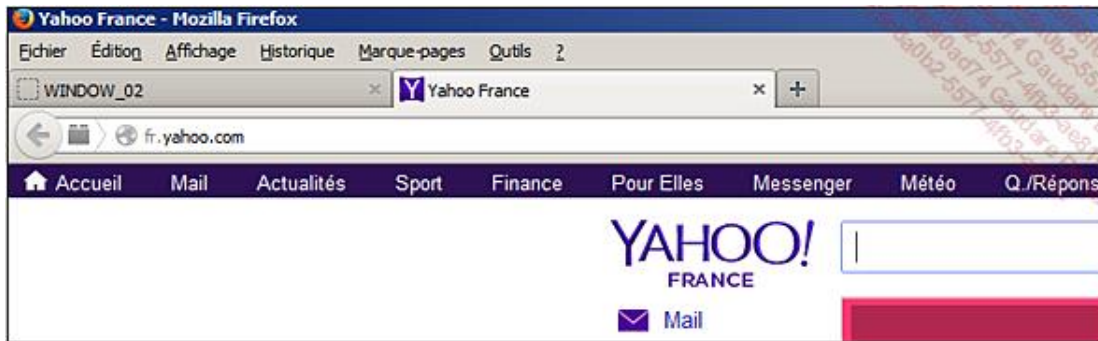 Yahoo France - Mozilla Firefox
Fichier Édition Affichage Historique Marque-pages Outils ?
WINDOW_02 × Y Yahoo France × +
fr.yahoo.com
Accueil Mail Actualités Sport Finance Pour Elles Messenger Météo Q./Répons
YAHOO!
FRANCE
Mail